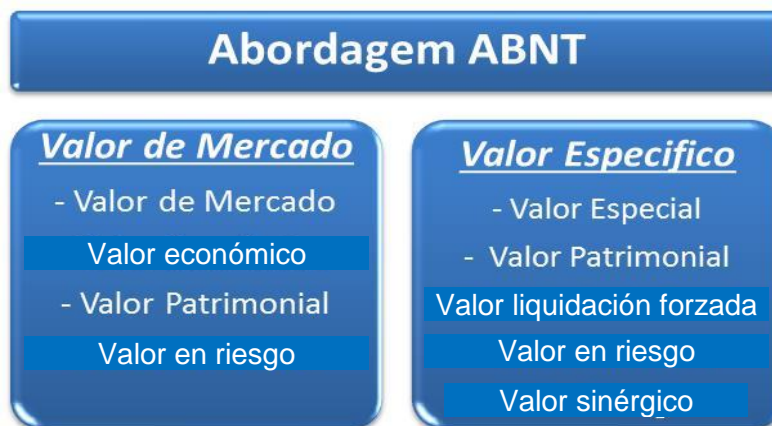 Abordagem ABNT
Valor de Mercado
- Valor de Mercado
Valor económico
- Valor Patrimonial
Valor en riesgo
Valor Especifico
- Valor Especial
- Valor Patrimonial
Valor liquidación forzada
Valor en riesgo
Valor sinérgico